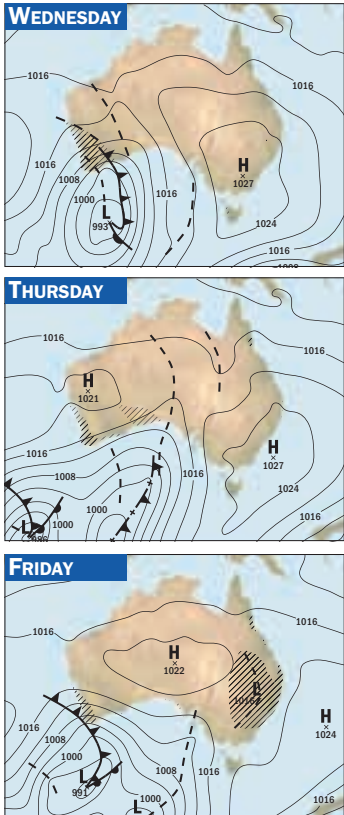 WEDNESDAY
1016
1016
1016
1008
1016
H
1027
1000
L
993
1024
1016
THURSDAY
1016
1016
H
1021
H
1027
1008
1016
1024
1000
1000
L
1016
FRIDAY
1016
1016
H
1022
L
1016
H
1024
1008
1000
1008
1016
L
991
1000
L
1016